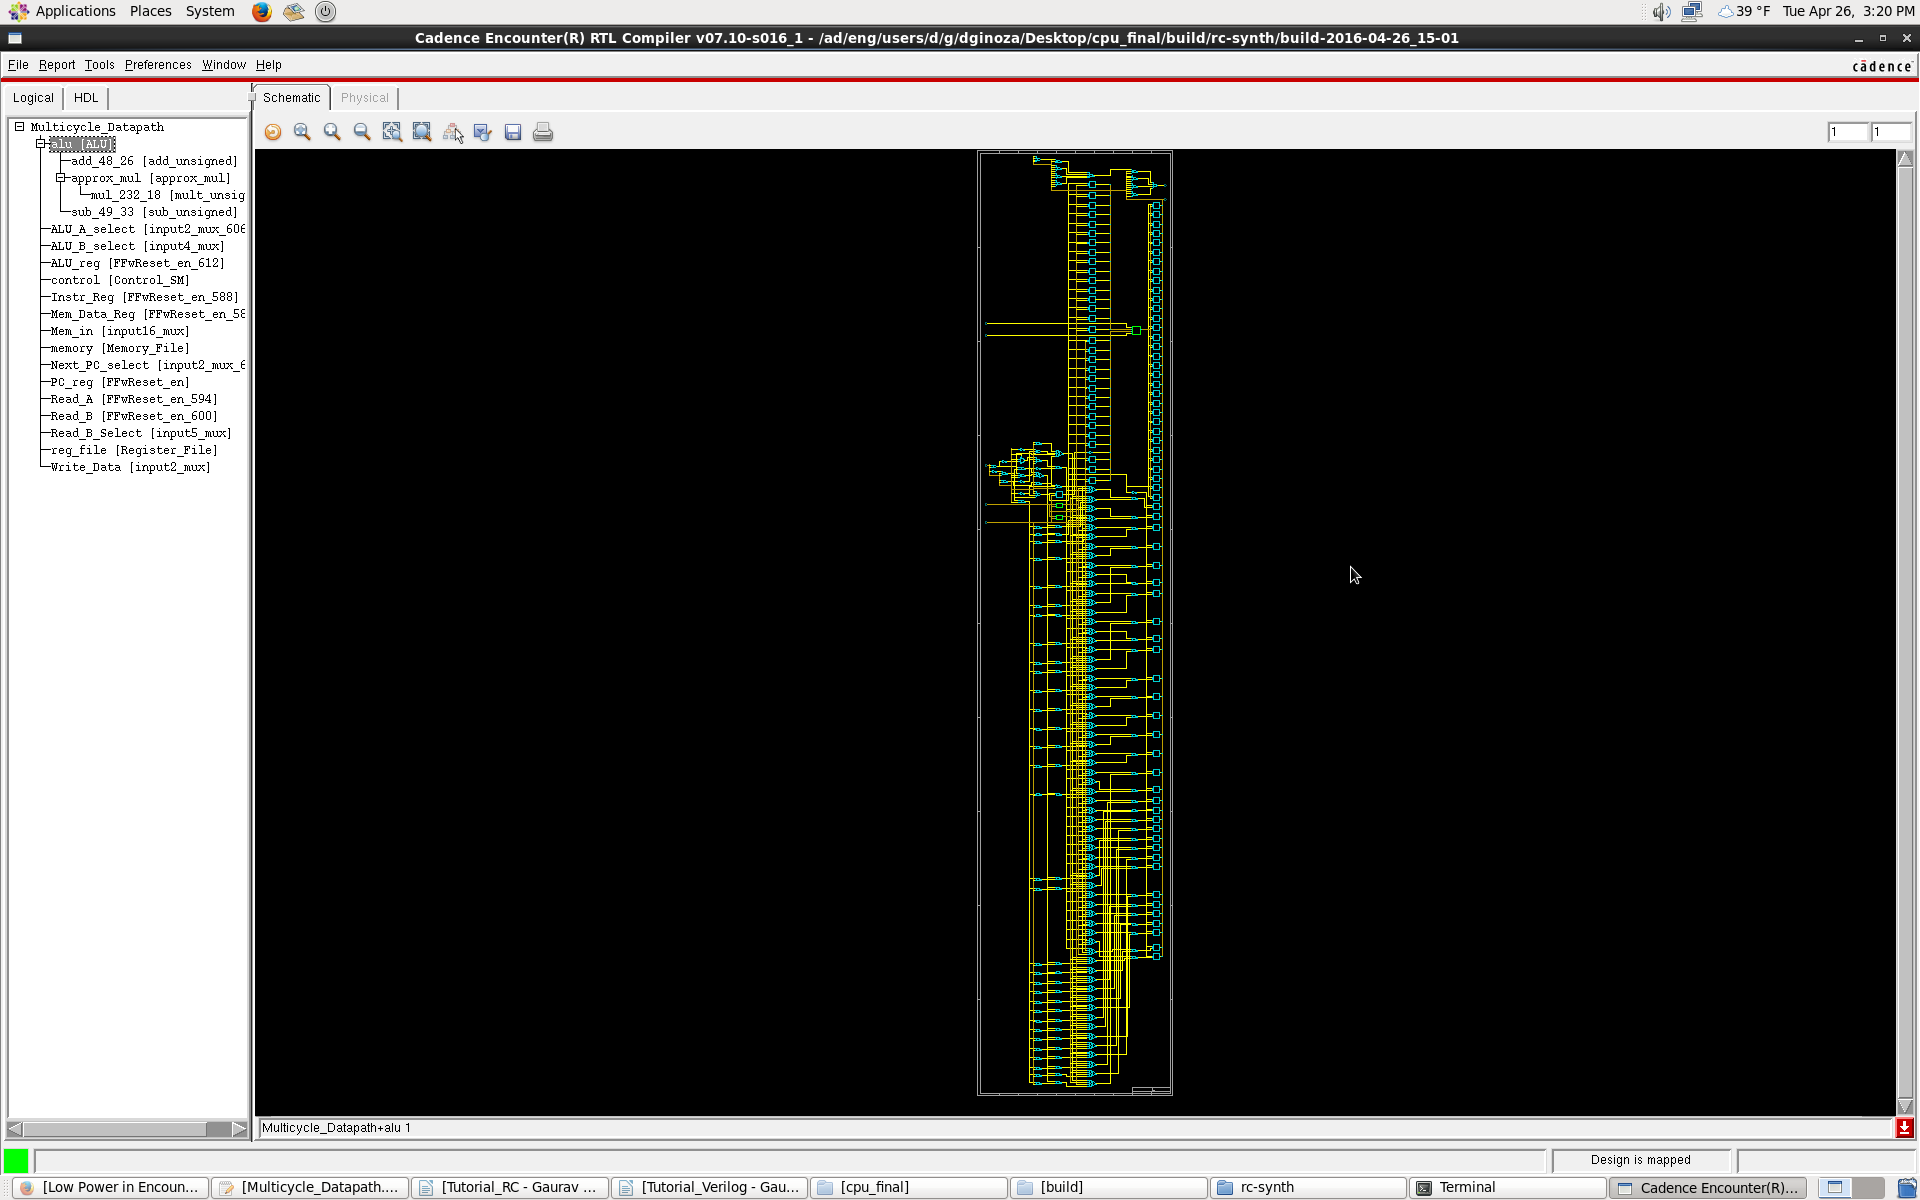 Applications Places System 39 °F Tue Apr 26, 3:20 PM
Cadence Encounter(R) RTL Compiler v07.10-s016_1 - /ad/eng/users/d/g/dginoza/Desktop/cpu_final/build/rc-synth/build-2016-04-26_15-01
File Report Tools Preferences Window Help cādence
Logical HDL Schematic Physical
1 1
Multicycle_Datapath
alu [ALU]
add_48_26 [add_unsigned]
approx_mul [approx_mul]
mul_232_18 [mult_unsig
sub_49_33 [sub_unsigned]
ALU_A_select [input2_mux_606
ALU_B_select [input4_mux]
ALU_reg [FFwReset_en_612]
control [Control_SM]
Instr_Reg [FFwReset_en_588]
Mem_Data_Reg [FFwReset_en_58
Mem_in [input16_mux]
memory [Memory_File]
Next_PC_select [input2_mux_6
PC_reg [FFwReset_en]
Read_A [FFwReset_en_594]
Read_B [FFwReset_en_600]
Read_B_Select [input5_mux]
reg_file [Register_File]
Write_Data [input2_mux]
Multicycle_Datapath+alu 1
Design is mapped
[Low Power in Encoun... [Multicycle_Datapath.... [Tutorial_RC - Gaurav ... [Tutorial_Verilog - Gau... [cpu_final] [build] rc-synth Terminal Cadence Encounter(R)...